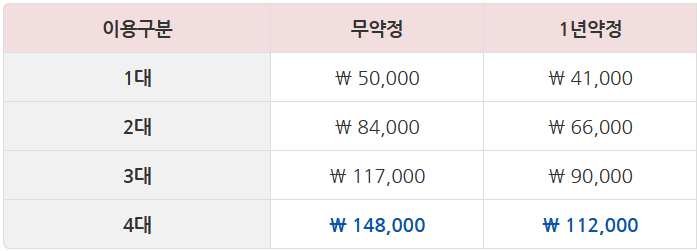 이용구분 무약정 1년약정
1대 ₩ 50,000 ₩ 41,000
2대 ₩ 84,000 ₩ 66,000
3대 ₩ 117,000 ₩ 90,000
4대 ₩ 148,000 ₩ 112,000